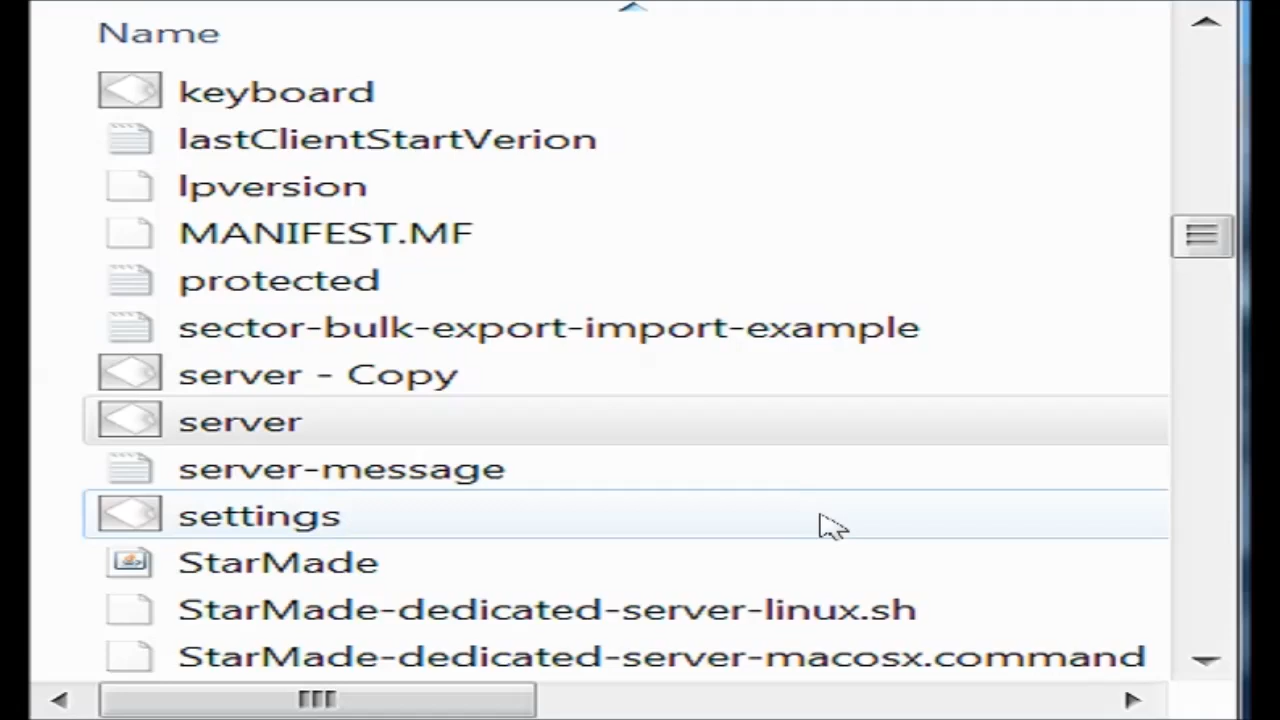 Name
keyboard
lastClientStartVerion
lpversion
MANIFEST.MF
protected
sector-bulk-export-import-example
server - Copy
server
server-message
settings
StarMade
StarMade-dedicated-server-linux.sh
StarMade-dedicated-server-macosx.command